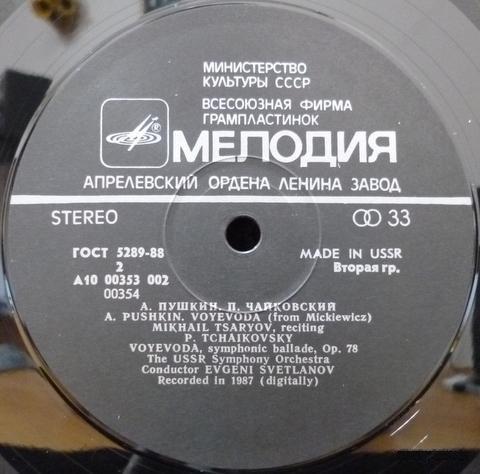 МИНИСТЕРСТВО
КУЛЬТУРЫ СССР
ВСЕСОЮЗНАЯ ФИРМА
ГРАМПЛАСТИНОК
® МЕЛОДИЯ
АПРЕЛЕВСКИЙ ОРДЕНА ЛЕНИНА ЗАВОД
STEREO 33
ГОСТ 5289-88 MADE IN USSR
2 Вторая гр.
А10 00353 002
00354
А. ПУШКИН. П. ЧАЙКОВСКИЙ
A. PUSHKIN. VOYEVODA (from Mickiewicz)
MIKHAIL TSARYOV, reciting
P. TCHAIKOVSKY
VOYEVODA, symphonic ballade, Op. 78
The USSR Symphony Orchestra
Conductor EVGENI SVETLANOV
Recorded in 1987 (digitally)